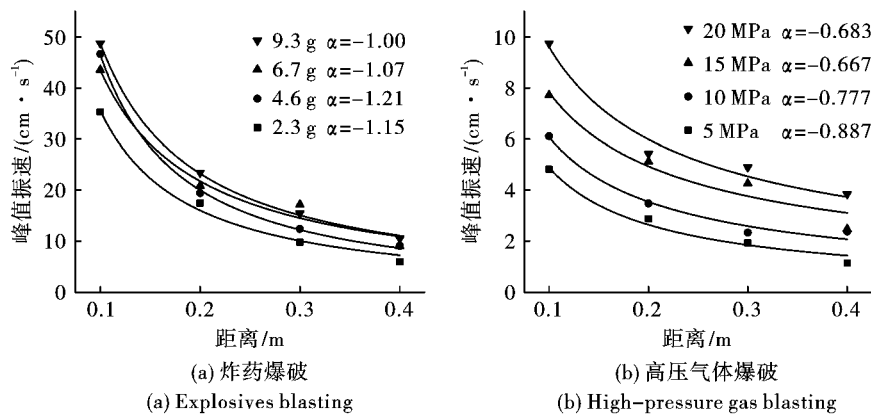 50
40
30
20
10
0
峰值振速/(cm·s⁻¹)
▼ 9.3 g α=-1.00
▲ 6.7 g α=-1.07
● 4.6 g α=-1.21
■ 2.3 g α=-1.15
0.1 0.2 0.3 0.4
距离/m
(a) 炸药爆破
(a) Explosives blasting
10
8
6
4
2
0
峰值振速/(cm·s⁻¹)
▼ 20 MPa α=-0.683
▲ 15 MPa α=-0.667
● 10 MPa α=-0.777
■ 5 MPa α=-0.887
0.1 0.2 0.3 0.4
距离/m
(b) 高压气体爆破
(b) High-pressure gas blasting